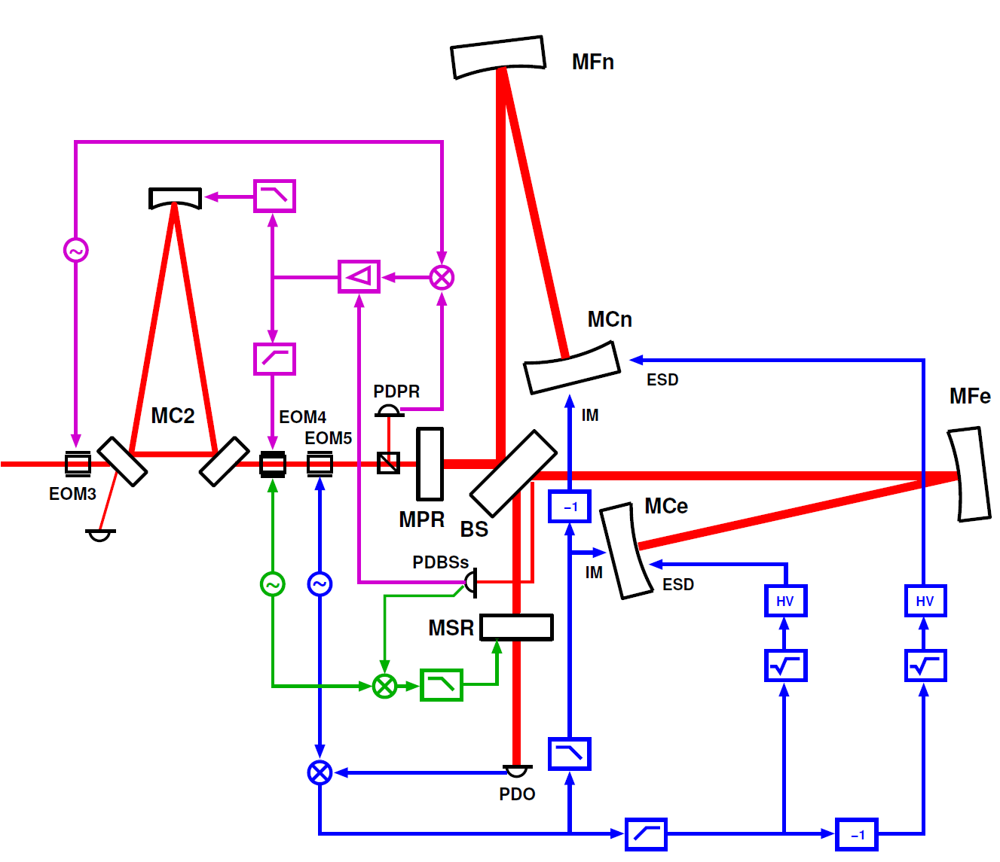 MFn
MCn
ESD
PDPR
MFe
MC2
EOM4
IM
EOM5
EOM3
MPR
BS
−1
MCe
PDBSs
IM
ESD
HV
HV
MSR
PDO
−1